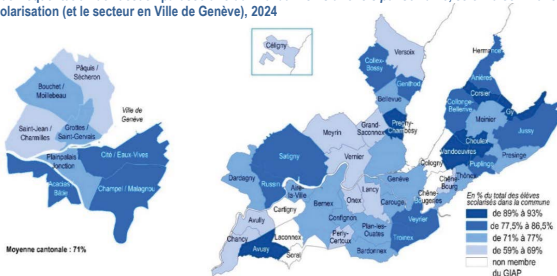 olarisation (et le secteur en Ville de Genève), 2024
Céligny
Versoix
Hermance
Pâquis /
Sécheron
Collex-
Bossy
Anières
Bouchet /
Moillebeau
Genthod
Corsier
Ville de
Genève
Bellevue
Collonge-
Bellerive
Gy
Meinier
Jussy
Saint-Jean /
Charmilles
Grottes /
Saint-Gervais
Meyrin
Grand-
Saconnex
Pregny-
Chambésy
Choulex
Vandoeuvres
Presinge
Plainpalais
Jonction
Cité / Eaux-Vives
Satigny
Vernier
Cologny
Puplinge
Chêne-
Bourg
Thônex
Dardagny
Russin
Aire-
la-Ville
Genève
Chêne-
Bougeries
Acacias
Bâtie
Champel / Malagnou
Cartigny
Bernex
Onex
Lancy
Carouge
Avully
Confignon
Veyrier
Chancy
Laconnex
Perly-
Certoux
Plan-les-
Ouates
Troinex
Avusy
Soral
Bardonnex
Moyenne cantonale : 71%
En % du total des élèves
scolarisés dans la commune
de 89% à 93%
de 77,5% à 86,5%
de 71% à 77%
de 59% à 69%
non membre
du GIAP